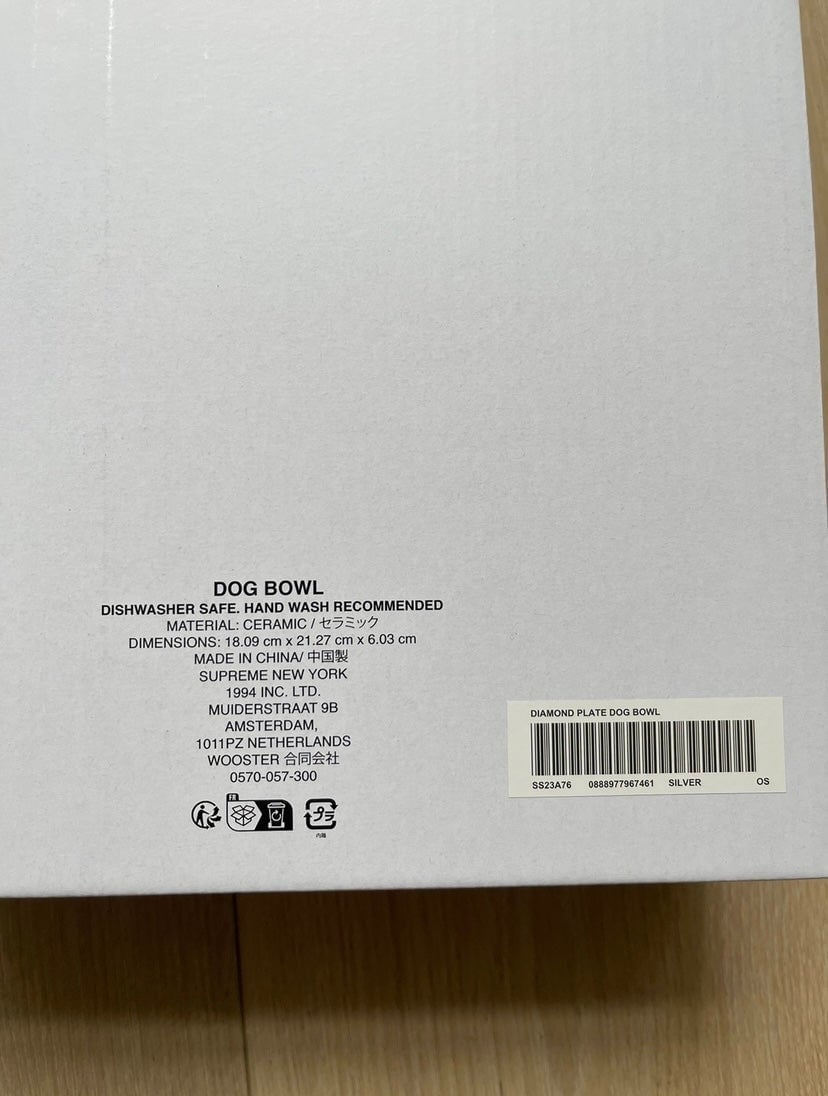 DOG BOWL
DISHWASHER SAFE. HAND WASH RECOMMENDED
MATERIAL: CERAMIC / セラミック
DIMENSIONS: 18.09 cm x 21.27 cm x 6.03 cm
MADE IN CHINA/ 中国製
SUPREME NEW YORK
1994 INC. LTD.
MUIDERSTRAAT 9B
AMSTERDAM,
1011PZ NETHERLANDS
WOOSTER 合同会社
0570-057-300
FR
プラ
DIAMOND PLATE DOG BOWL
SS23A76 0888977967461 SILVER OS